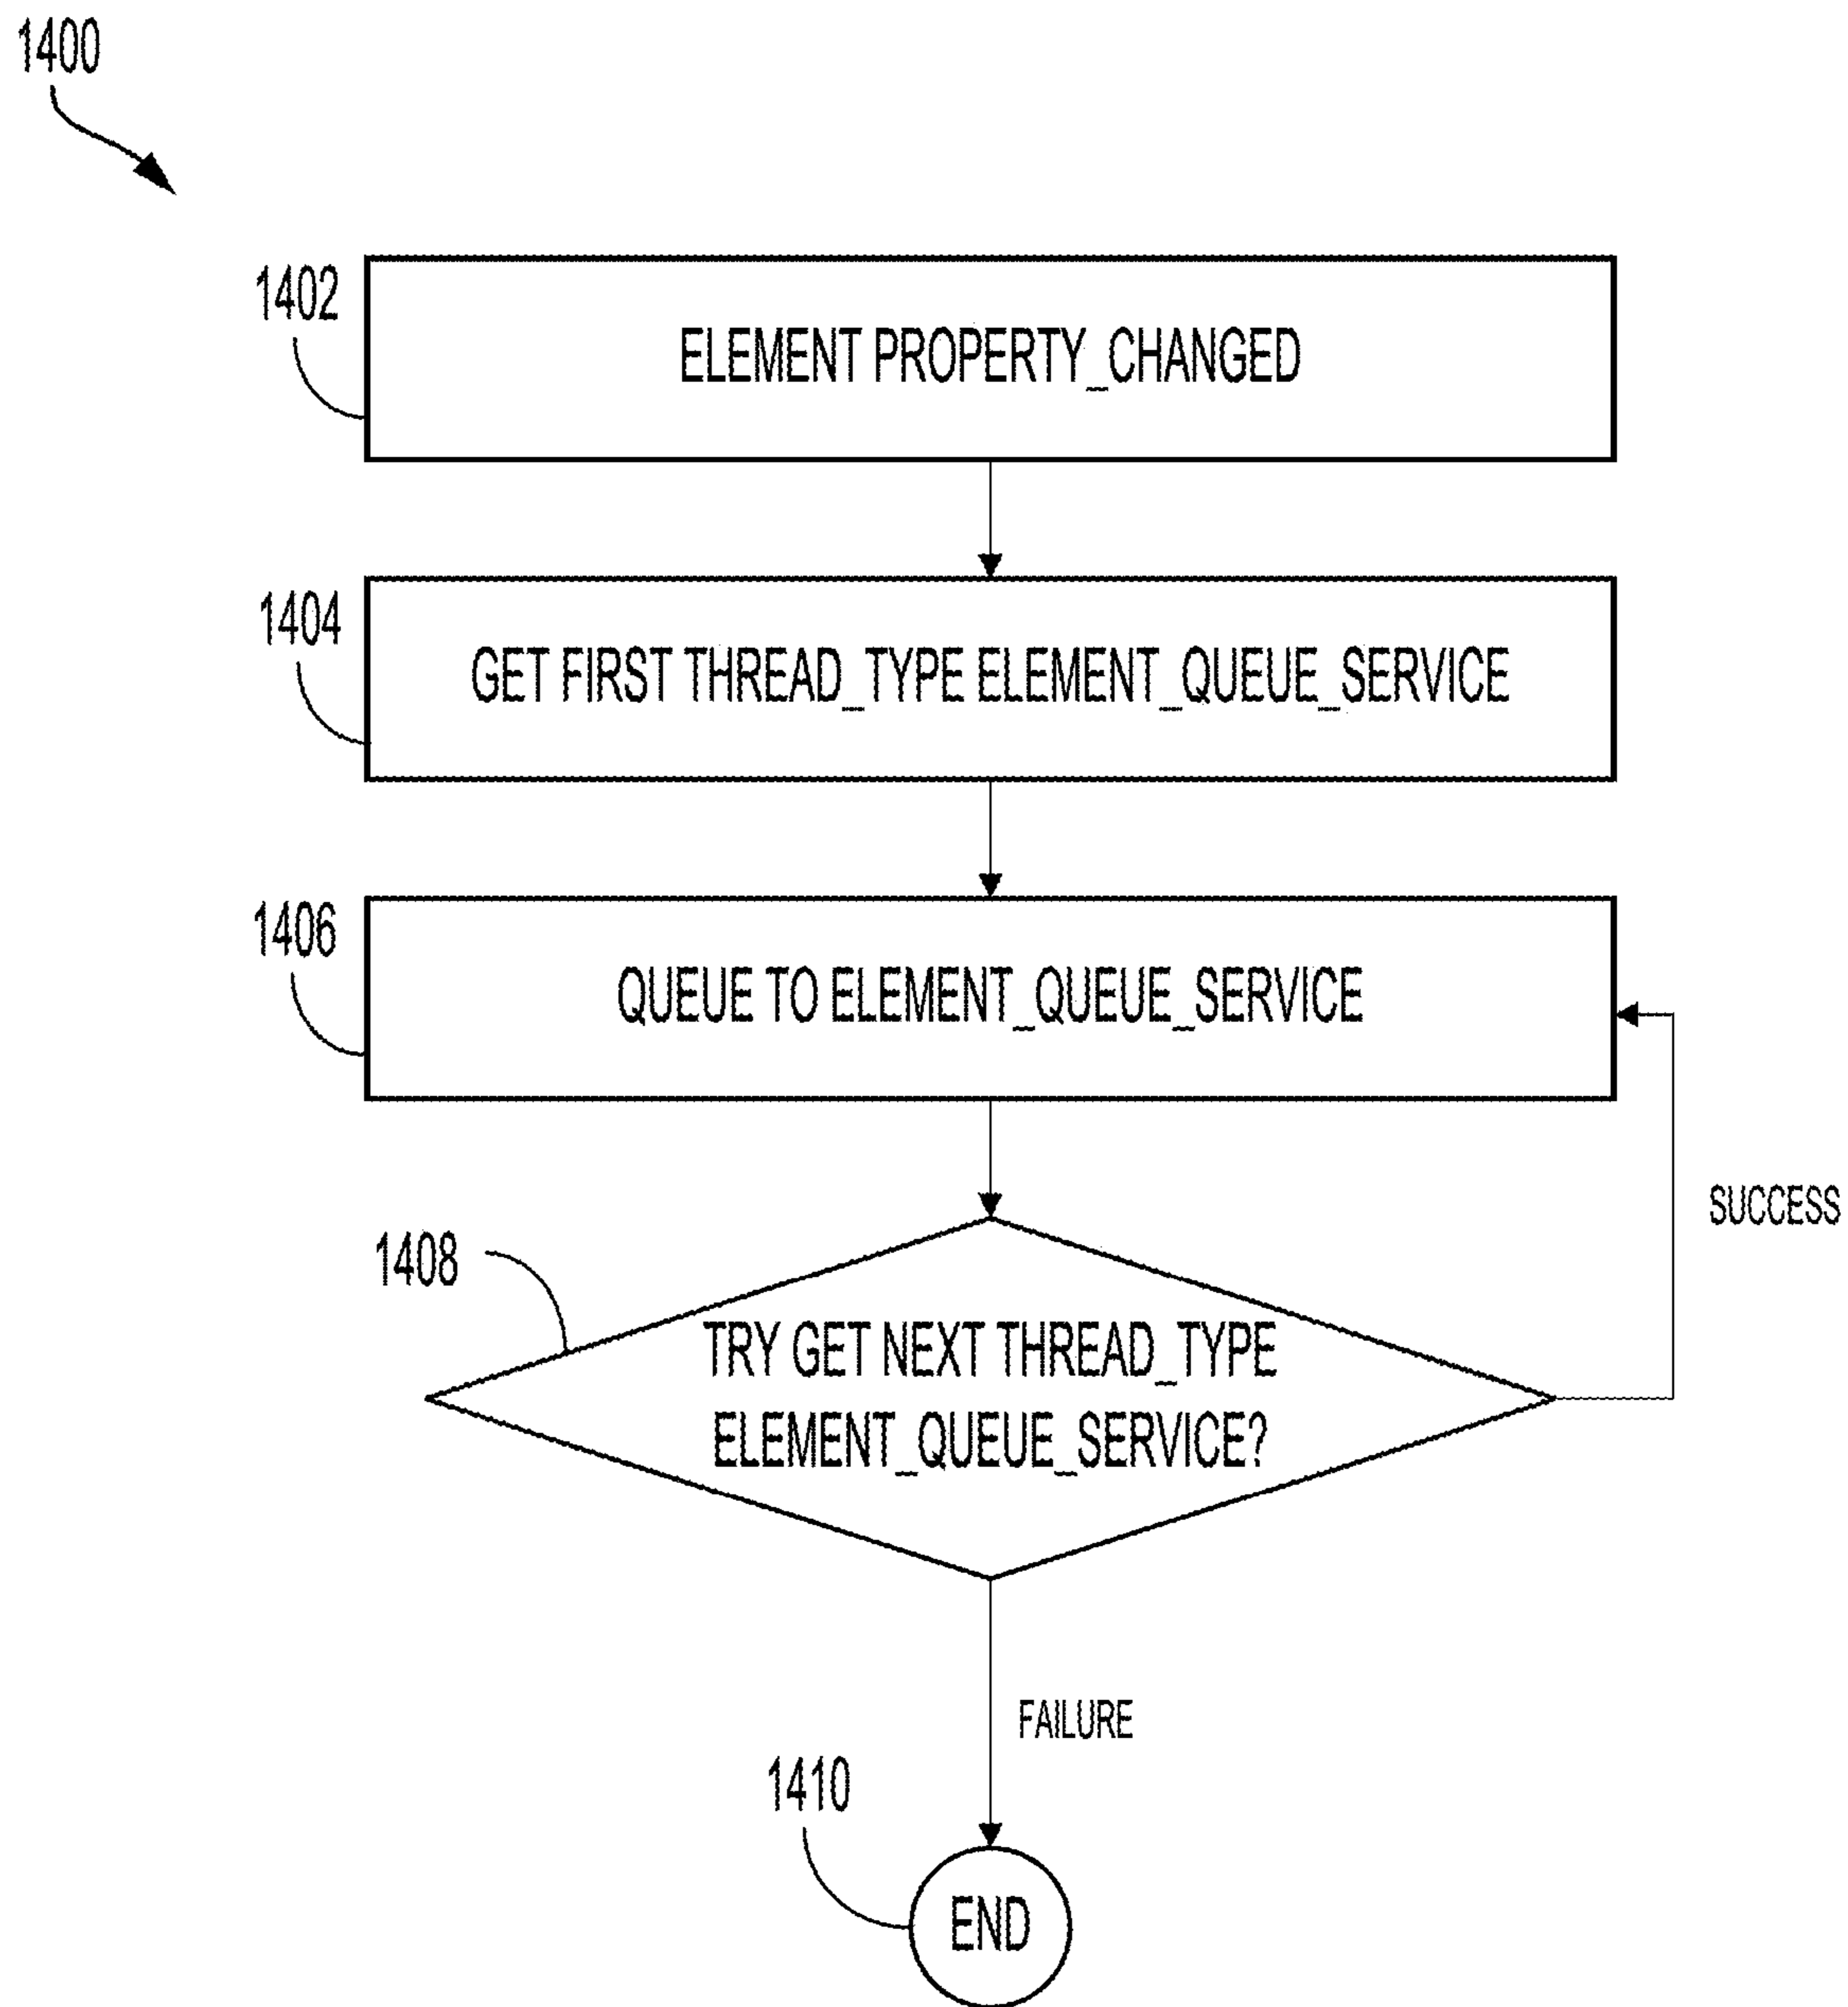 1400
1402
ELEMENT PROPERTY_CHANGED
1404
GET FIRST THREAD_TYPE ELEMENT_QUEUE_SERVICE
1406
QUEUE TO ELEMENT_QUEUE_SERVICE
SUCCESS
1408
TRY GET NEXT THREAD_TYPE
ELEMENT_QUEUE_SERVICE?
FAILURE
1410
END